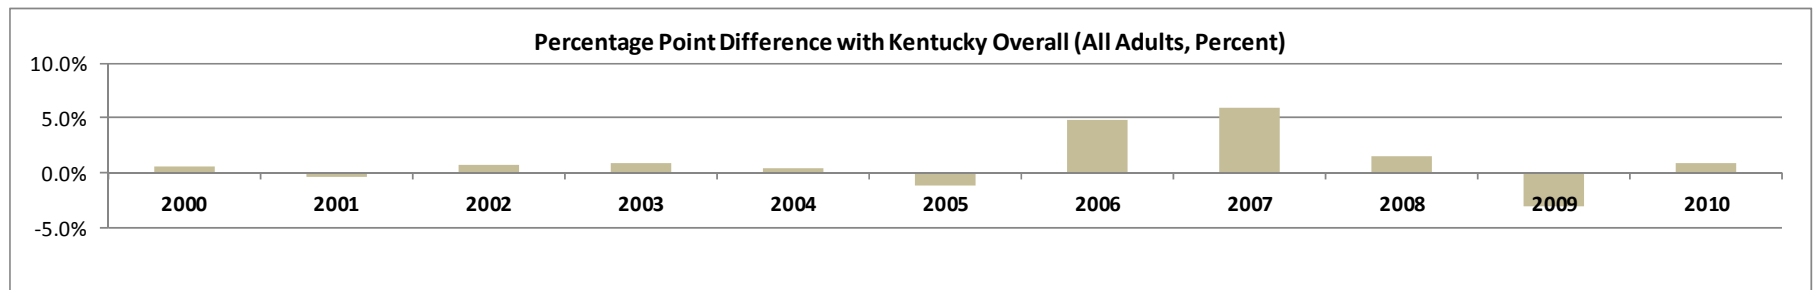 Percentage Point Difference with Kentucky Overall (All Adults, Percent)
10.0%
5.0%
0.0%
2000 2001 2002 2003 2004 2005 2006 2007 2008 2009 2010
-5.0%